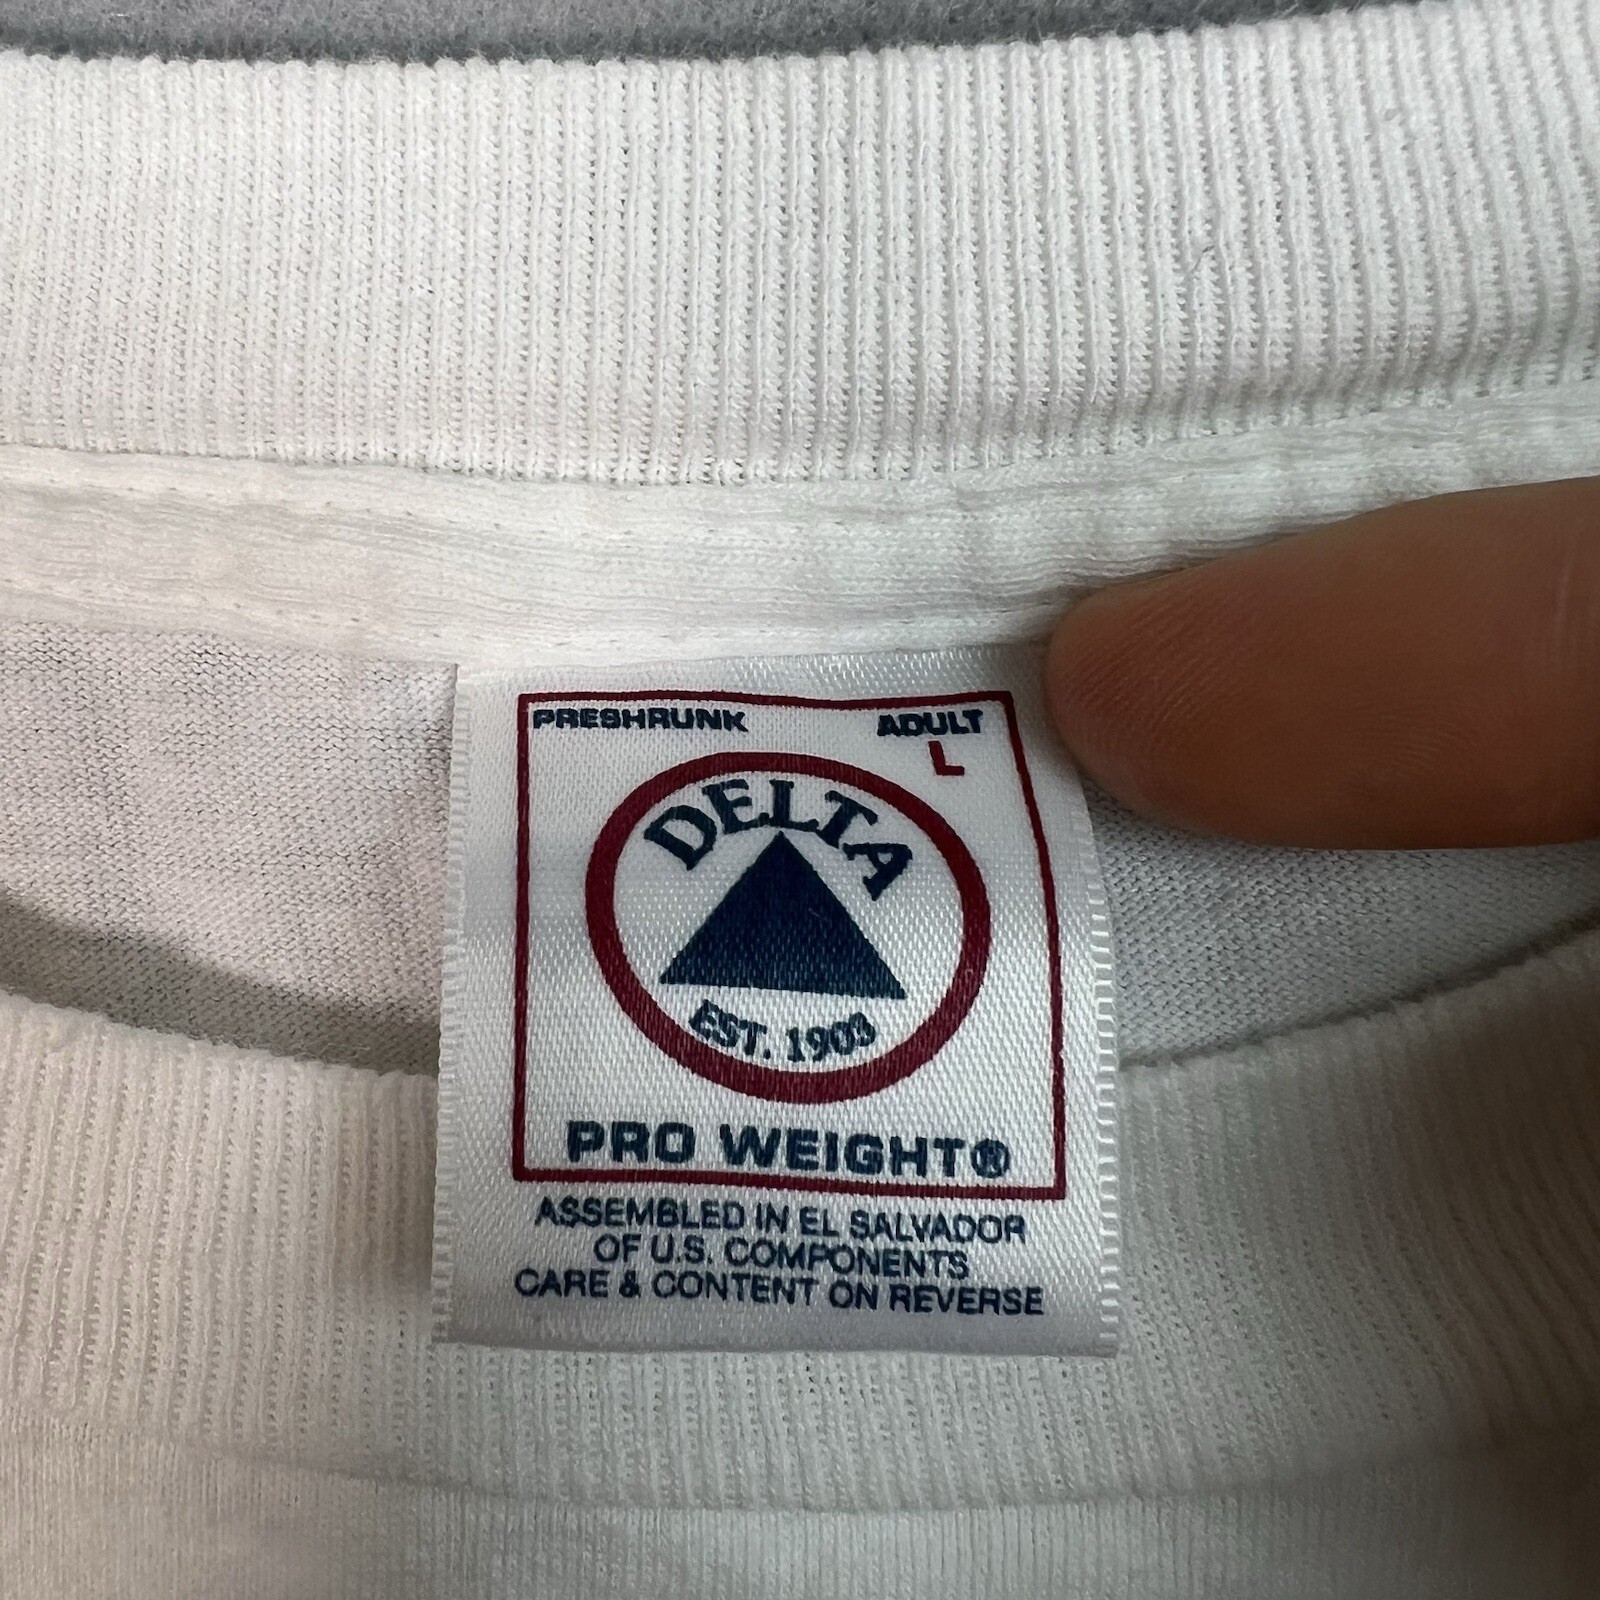 PRESHRUNK ADULT
L
DELTA
EST. 1903
PRO WEIGHT®
ASSEMBLED IN EL SALVADOR
OF U.S. COMPONENTS
CARE & CONTENT ON REVERSE